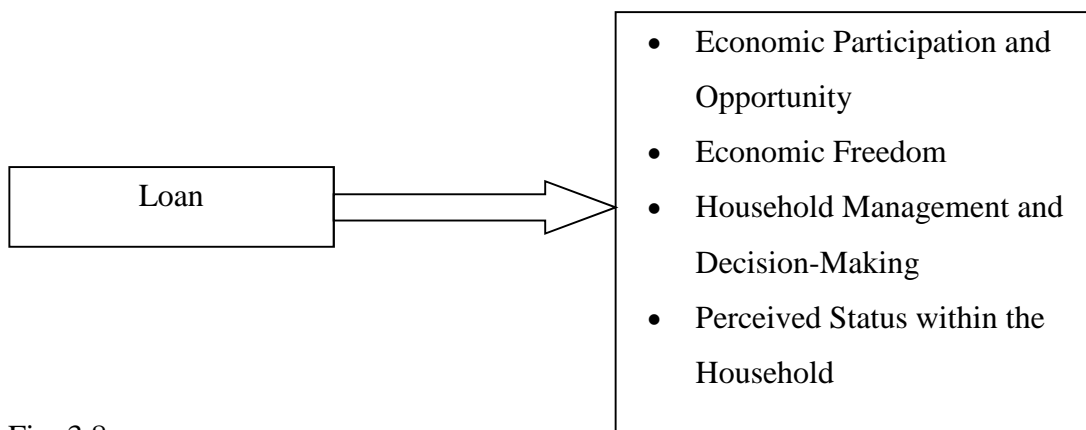 Loan
• Economic Participation and
Opportunity
• Economic Freedom
• Household Management and
Decision-Making
• Perceived Status within the
Household